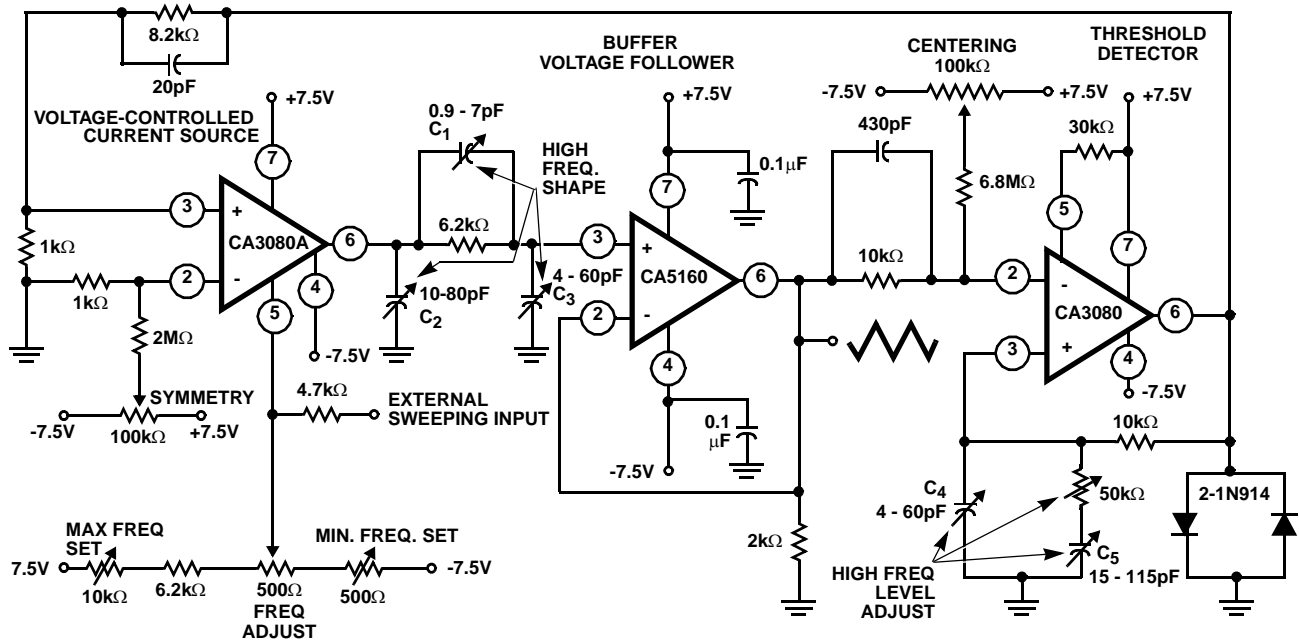 8.2kΩ
20pF
VOLTAGE-CONTROLLED
CURRENT SOURCE
+7.5V
7
3
+
CA3080A
6
1kΩ
1kΩ
2
-
4
5
-7.5V
2MΩ
SYMMETRY
-7.5V
100kΩ
+7.5V
4.7kΩ
EXTERNAL
SWEEPING INPUT
MAX FREQ
SET
7.5V
10kΩ
6.2kΩ
500Ω
FREQ
ADJUST
MIN. FREQ. SET
500Ω
-7.5V
0.9 - 7pF
C1
HIGH
FREQ.
SHAPE
6.2kΩ
10-80pF
C2
4 - 60pF
C3
BUFFER
VOLTAGE FOLLOWER
+7.5V
0.1μF
7
3
+
CA5160
6
2
-
4
0.1
μF
-7.5V
2kΩ
CENTERING
100kΩ
-7.5V
+7.5V
430pF
10kΩ
6.8MΩ
THRESHOLD
DETECTOR
+7.5V
30kΩ
5
7
2
-
CA3080
6
3
+
4
-7.5V
10kΩ
C4
4 - 60pF
50kΩ
C5
15 - 115pF
HIGH FREQ
LEVEL
ADJUST
2-1N914